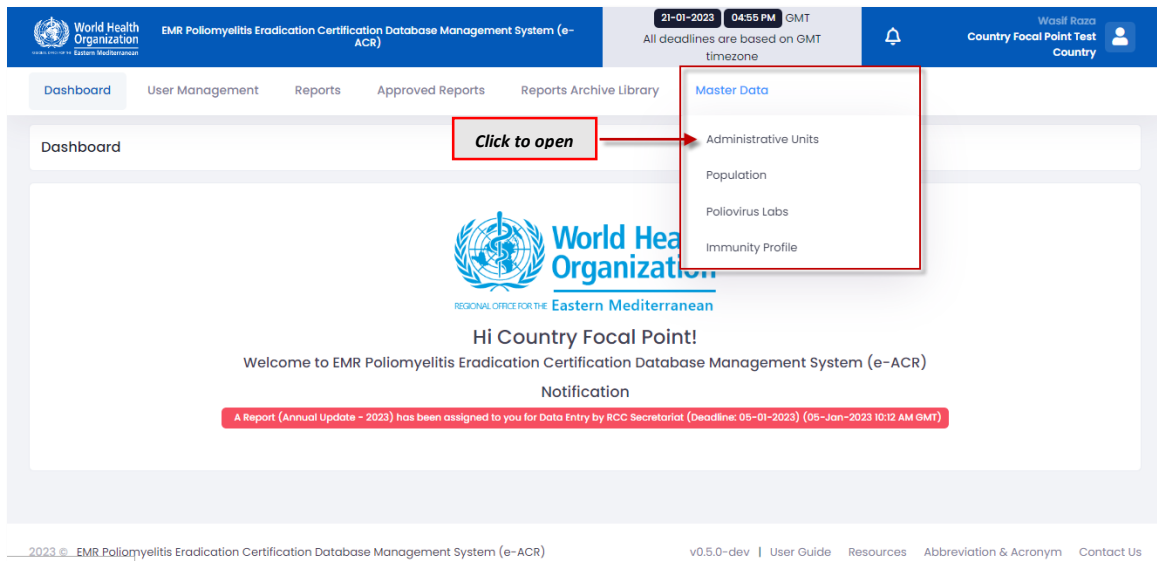 World Health
Organization
Eastern Mediterranean
EMR Poliomyelitis Eradication Certification Database Management System (e-
ACR)
21-01-2023 04:55 PM GMT
All deadlines are based on GMT
timezone
Wasif Raza
Country Focal Point Test
Country
Dashboard User Management Reports Approved Reports Reports Archive Library Master Data
Dashboard
Click to open
Administrative Units
Population
Poliovirus Labs
Immunity Profile
World Hea
Organization
REGIONAL OFFICE FOR THE Eastern Mediterranean
Hi Country Focal Point!
Welcome to EMR Poliomyelitis Eradication Certification Database Management System (e-ACR)
Notification
A Report (Annual Update - 2023) has been assigned to you for Data Entry by RCC Secretariat (Deadline: 05-01-2023) (05-Jan-2023 10:12 AM GMT)
2023 © EMR Poliomyelitis Eradication Certification Database Management System (e-ACR)
v0.5.0-dev | User Guide Resources Abbreviation & Acronym Contact Us